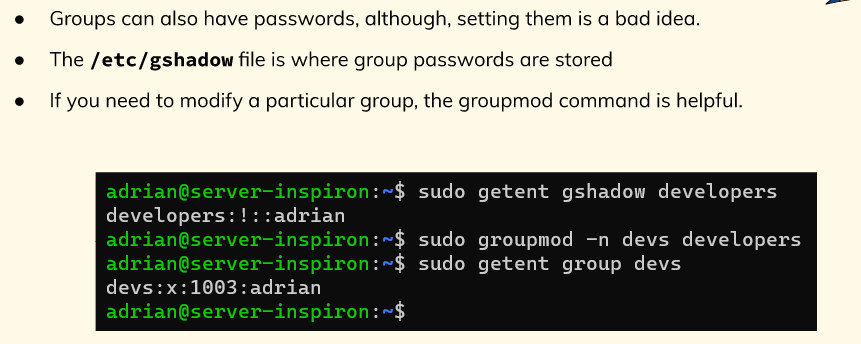 ● Groups can also have passwords, although, setting them is a bad idea.
● The /etc/gshadow file is where group passwords are stored
● If you need to modify a particular group, the groupmod command is helpful.
adrian@server-inspiron:~$ sudo getent gshadow developers
developers:!::adrian
adrian@server-inspiron:~$ sudo groupmod -n devs developers
adrian@server-inspiron:~$ sudo getent group devs
devs:x:1003:adrian
adrian@server-inspiron:~$